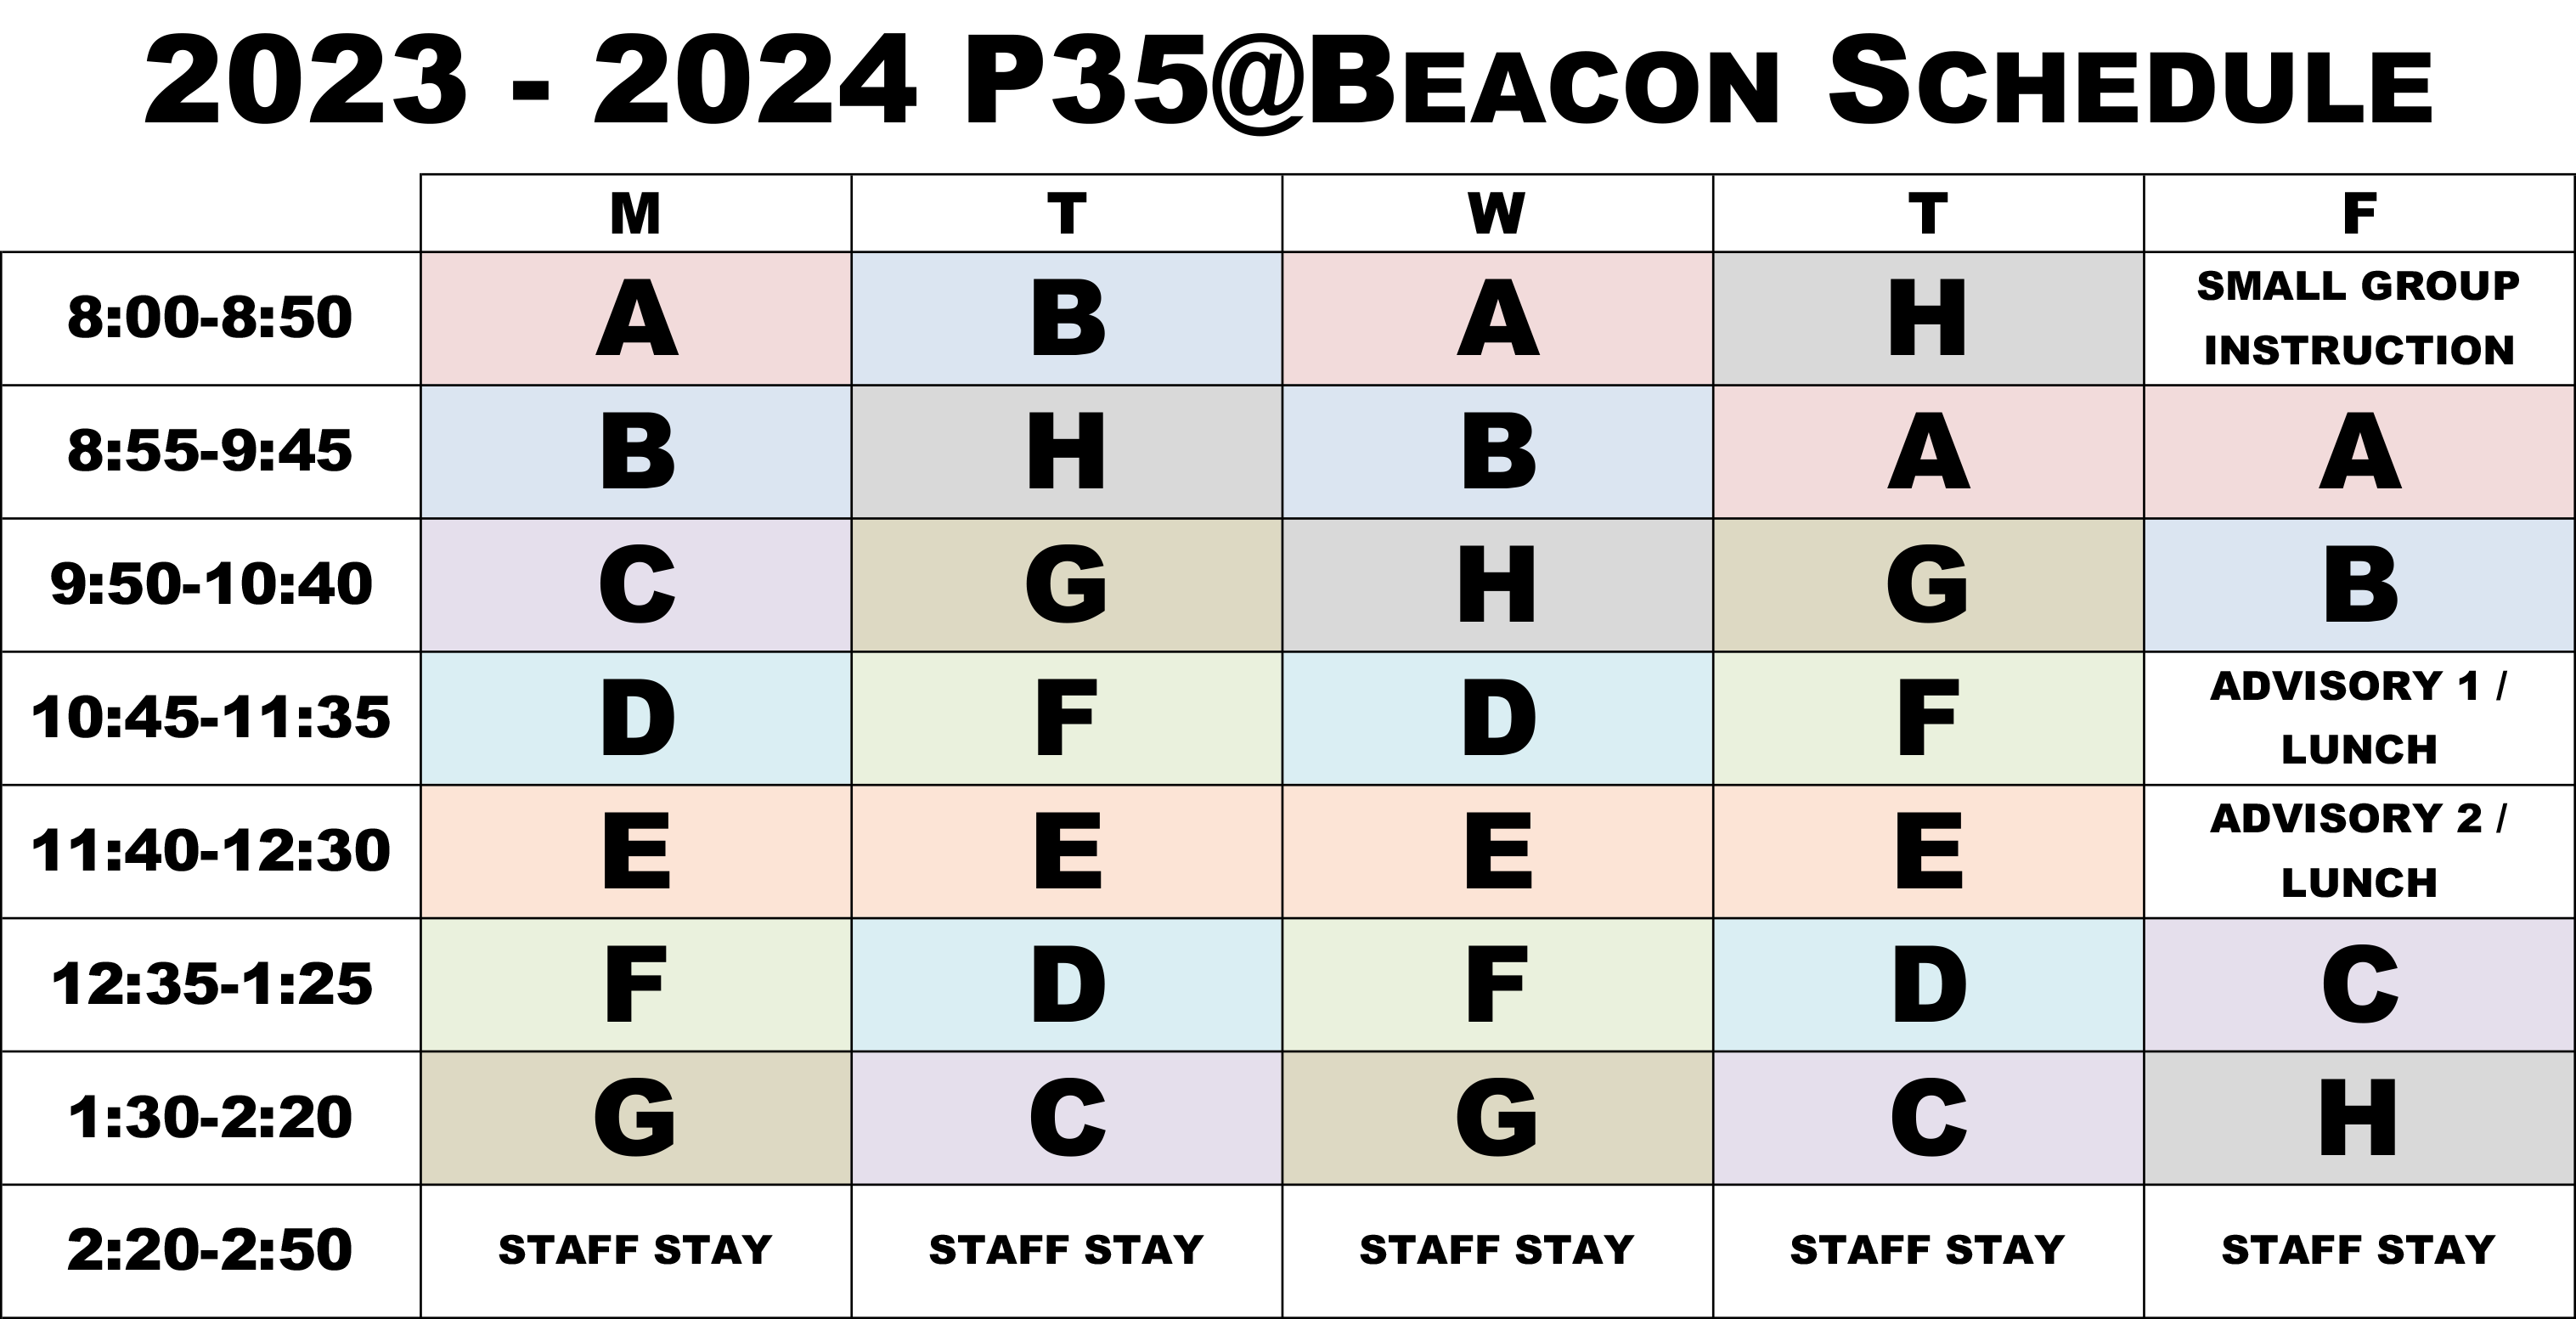 2023 - 2024 P35@BEACON SCHEDULE
M T W T F
8:00-8:50 A B A H SMALL GROUP
INSTRUCTION
8:55-9:45 B H B A A
9:50-10:40 C G H G B
10:45-11:35 D F D F ADVISORY 1 /
LUNCH
11:40-12:30 E E E E ADVISORY 2 /
LUNCH
12:35-1:25 F D F D C
1:30-2:20 G C G C H
2:20-2:50 STAFF STAY STAFF STAY STAFF STAY STAFF STAY STAFF STAY